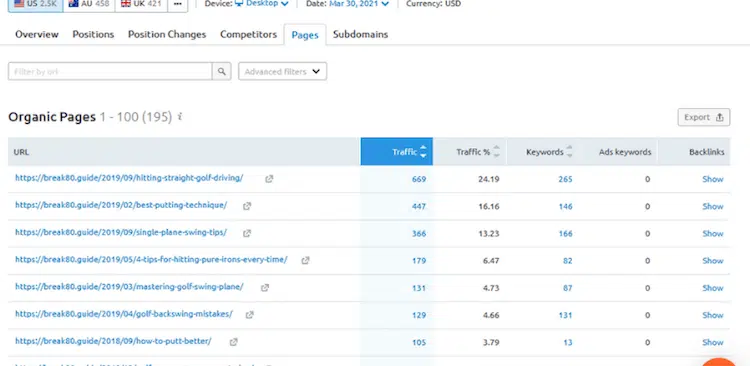 US 2.5K AU 458 UK 421 ... Device: Desktop Date: Mar 30, 2021 Currency: USD
Overview Positions Position Changes Competitors Pages Subdomains
Filter by url Advanced filters
Organic Pages 1 - 100 (195) i Export
URL Traffic Traffic % Keywords Ads keywords Backlinks
https://break80.guide/2019/09/hitting-straight-golf-driving/ 669 24.19 265 0 Show
https://break80.guide/2019/02/best-putting-technique/ 447 16.16 146 0 Show
https://break80.guide/2019/09/single-plane-swing-tips/ 366 13.23 166 0 Show
https://break80.guide/2019/05/4-tips-for-hitting-pure-irons-every-time/ 179 6.47 82 0 Show
https://break80.guide/2019/03/mastering-golf-swing-plane/ 131 4.73 87 0 Show
https://break80.guide/2019/04/golf-backswing-mistakes/ 129 4.66 131 0 Show
https://break80.guide/2018/09/how-to-putt-better/ 105 3.79 13 0 Show